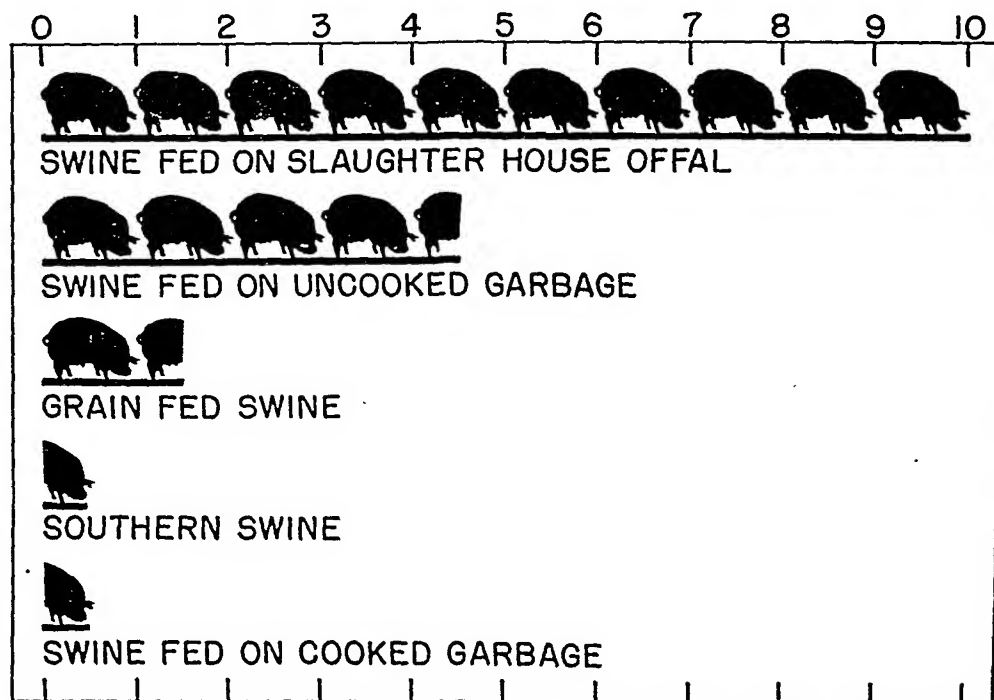 0 1 2 3 4 5 6 7 8 9 10
SWINE FED ON SLAUGHTER HOUSE OFFAL
SWINE FED ON UNCOOKED GARBAGE
GRAIN FED SWINE
SOUTHERN SWINE
SWINE FED ON COOKED GARBAGE